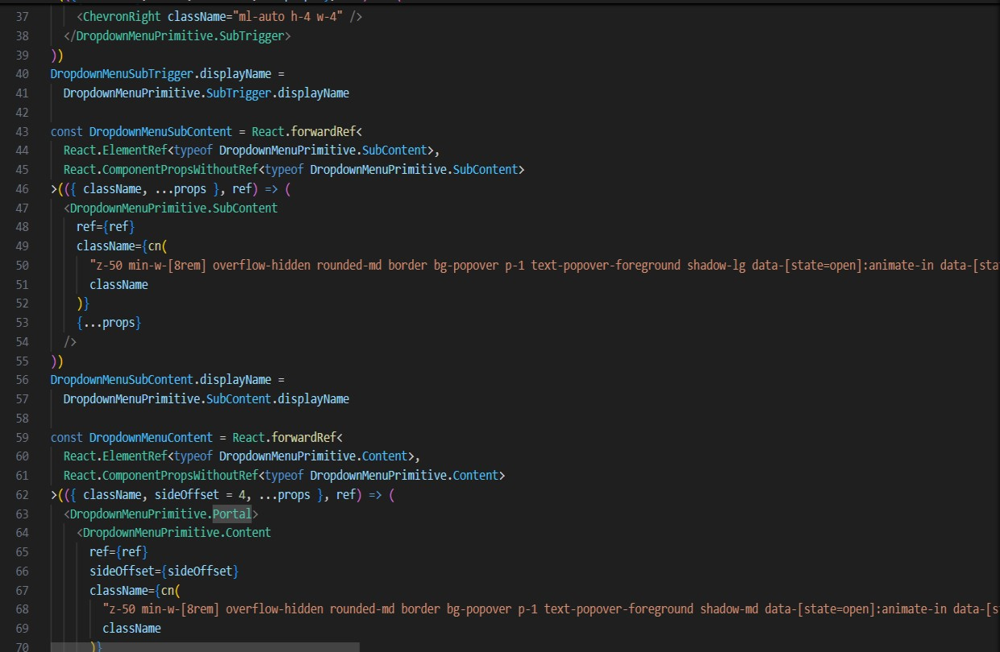 37 <ChevronRight className="ml-auto h-4 w-4" />
38 </DropdownMenuPrimitive.SubTrigger>
39 ))
40 DropdownMenuSubTrigger.displayName =
41 DropdownMenuPrimitive.SubTrigger.displayName
42
43 const DropdownMenuSubContent = React.forwardRef<
44 React.ElementRef<typeof DropdownMenuPrimitive.SubContent>,
45 React.ComponentPropsWithoutRef<typeof DropdownMenuPrimitive.SubContent>
46 >(({ className, ...props }, ref) => (
47 <DropdownMenuPrimitive.SubContent
48 ref={ref}
49 className={cn(
50 "z-50 min-w-[8rem] overflow-hidden rounded-md border bg-popover p-1 text-popover-foreground shadow-lg data-[state=open]:animate-in data-[sta
51 className
52 )}
53 {...props}
54 />
55 ))
56 DropdownMenuSubContent.displayName =
57 DropdownMenuPrimitive.SubContent.displayName
58
59 const DropdownMenuContent = React.forwardRef<
60 React.ElementRef<typeof DropdownMenuPrimitive.Content>,
61 React.ComponentPropsWithoutRef<typeof DropdownMenuPrimitive.Content>
62 >(({ className, sideOffset = 4, ...props }, ref) => (
63 <DropdownMenuPrimitive.Portal>
64 <DropdownMenuPrimitive.Content
65 ref={ref}
66 sideOffset={sideOffset}
67 className={cn(
68 "z-50 min-w-[8rem] overflow-hidden rounded-md border bg-popover p-1 text-popover-foreground shadow-md data-[state=open]:animate-in data-[s
69 className
70 )}